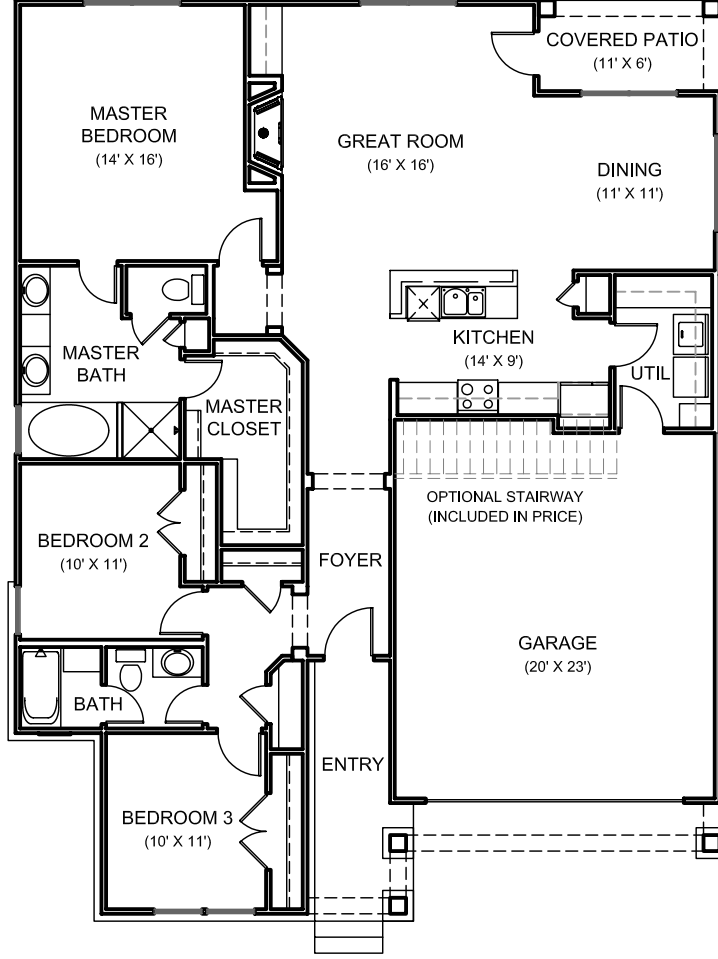 COVERED PATIO
(11' X 6')
MASTER
BEDROOM
(14' X 16')
GREAT ROOM
(16' X 16')
DINING
(11' X 11')
KITCHEN
(14' X 9')
MASTER
BATH
UTIL
MASTER
CLOSET
OPTIONAL STAIRWAY
(INCLUDED IN PRICE)
BEDROOM 2
(10' X 11')
FOYER
GARAGE
(20' X 23')
BATH
ENTRY
BEDROOM 3
(10' X 11')